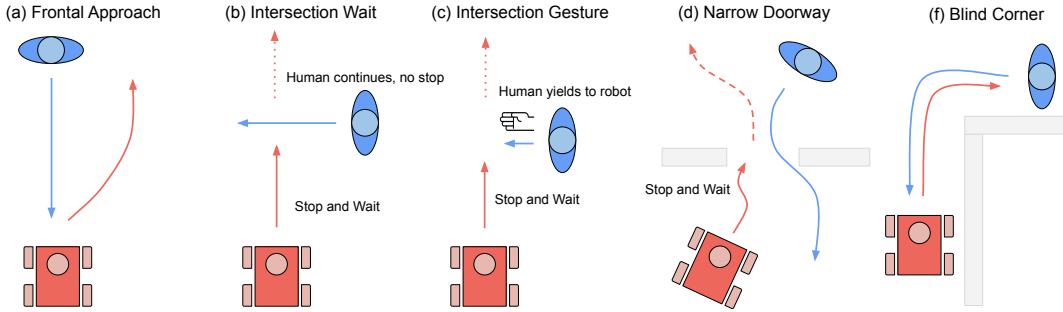 (a) Frontal Approach
(b) Intersection Wait
(c) Intersection Gesture
(d) Narrow Doorway
(f) Blind Corner
Human continues, no stop
Human yields to robot
Stop and Wait
Stop and Wait
Stop and Wait